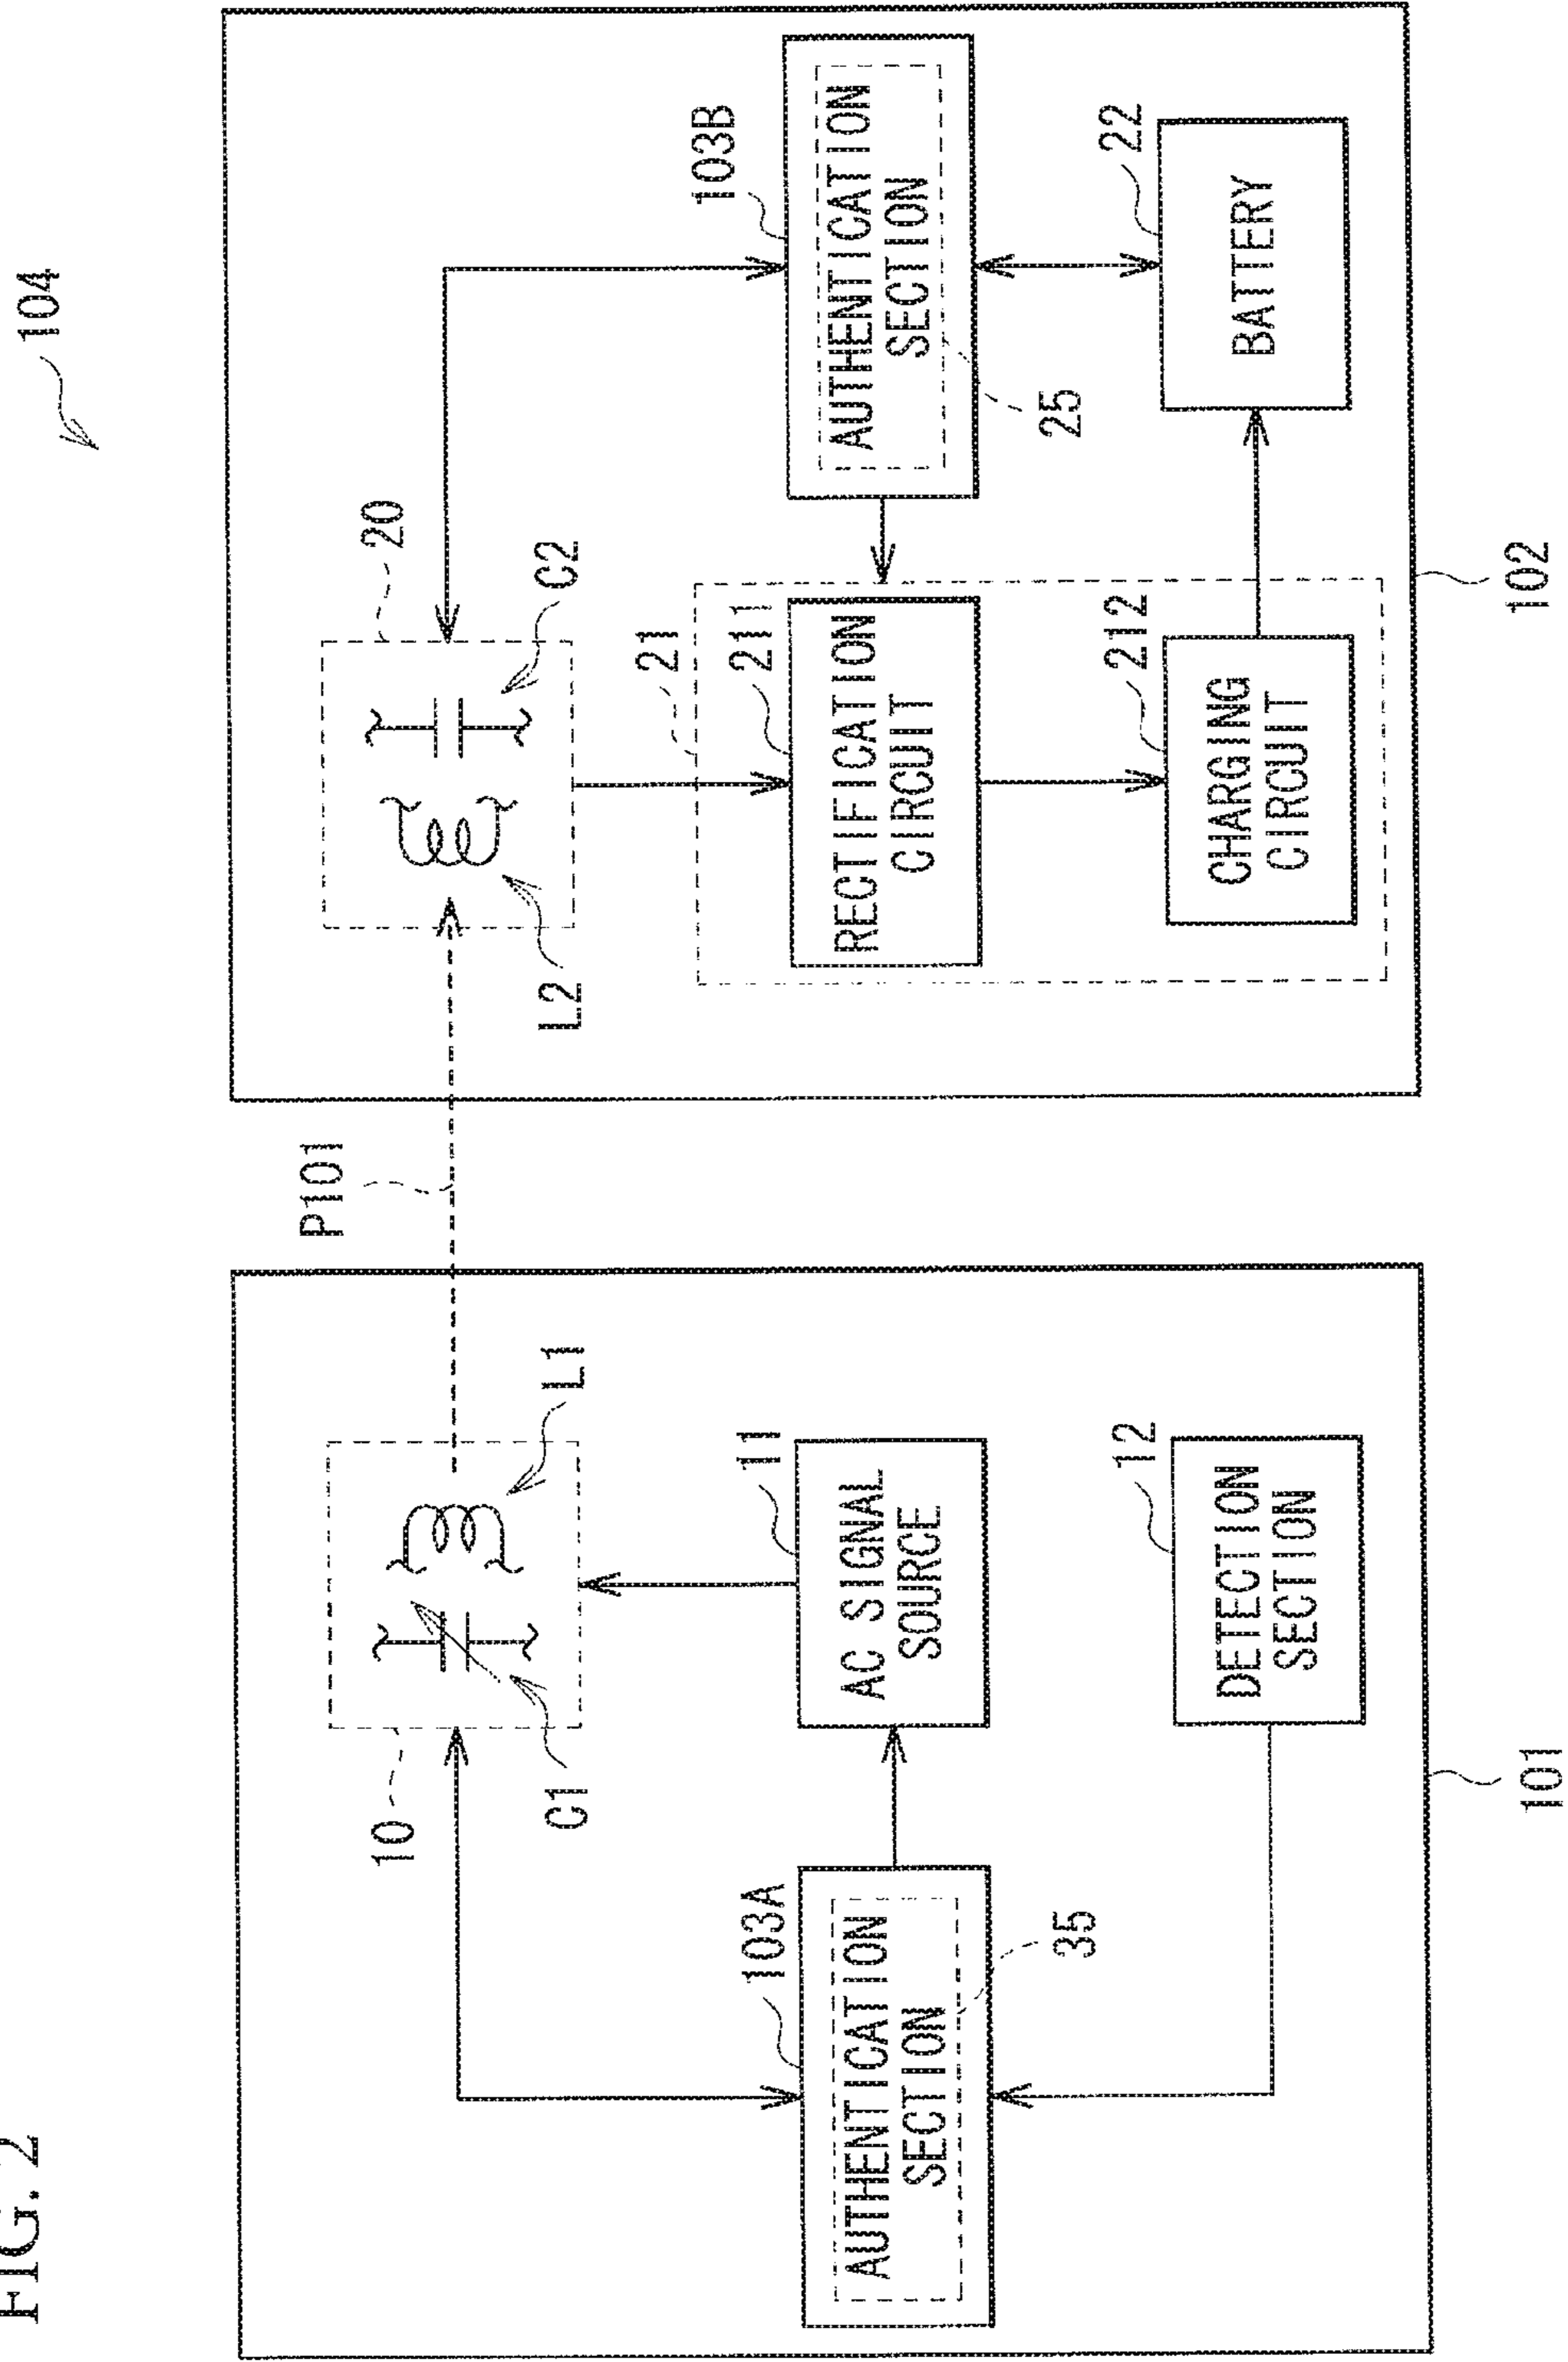 FIG. 2
104
101
10
C1
L1
103A
AUTHENTICATION
SECTION
35
11
AC SIGNAL
SOURCE
12
DETECTION
SECTION
P101
102
20
L2
C2
21
211
RECTIFICATION
CIRCUIT
212
CHARGING
CIRCUIT
103B
AUTHENTICATION
SECTION
25
22
BATTERY